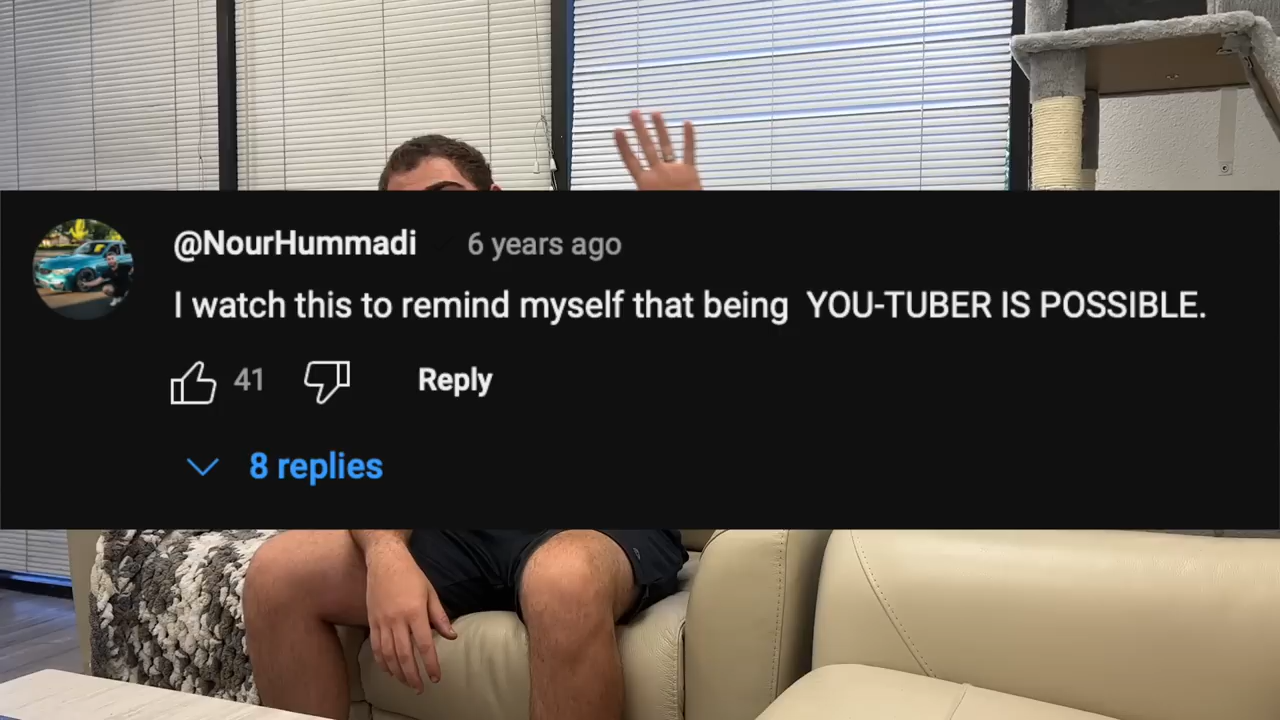 @NourHummadi 6 years ago
I watch this to remind myself that being YOU-TUBER IS POSSIBLE.
41 Reply
8 replies